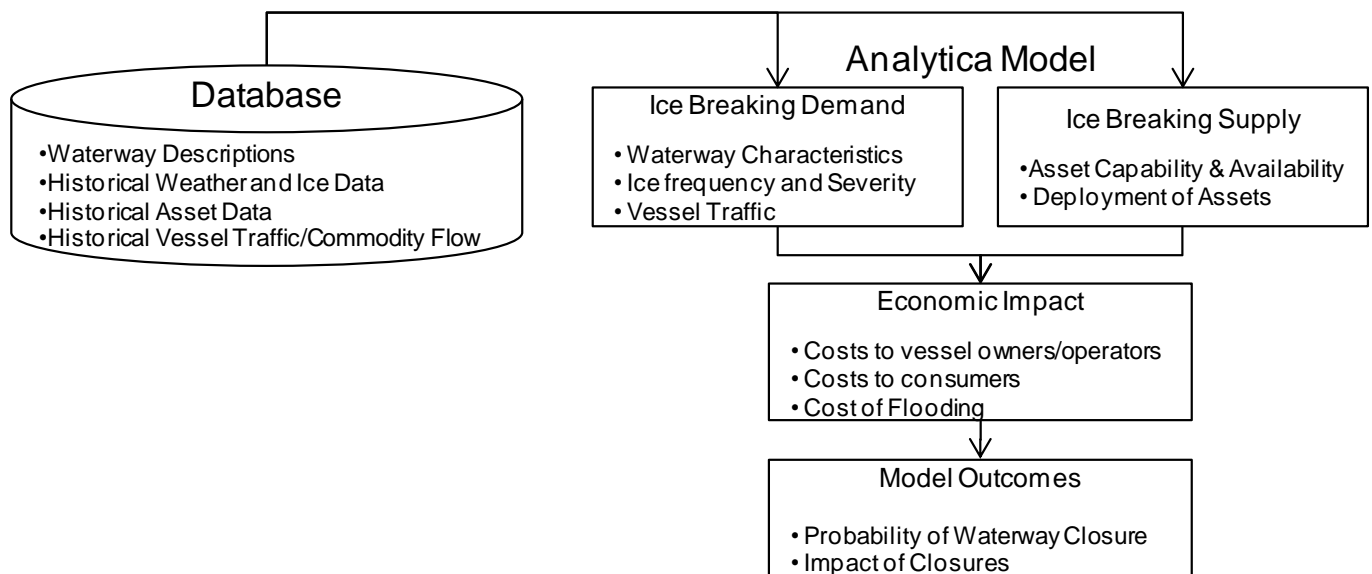 Analytica Model
Database
•Waterway Descriptions
•Historical Weather and Ice Data
•Historical Asset Data
•Historical Vessel Traffic/Commodity Flow
Ice Breaking Demand
• Waterway Characteristics
• Ice frequency and Severity
• Vessel Traffic
Ice Breaking Supply
•Asset Capability & Availability
• Deployment of Assets
Economic Impact
• Costs to vessel owners/operators
• Costs to consumers
• Cost of Flooding
Model Outcomes
• Probability of Waterway Closure
• Impact of Closures